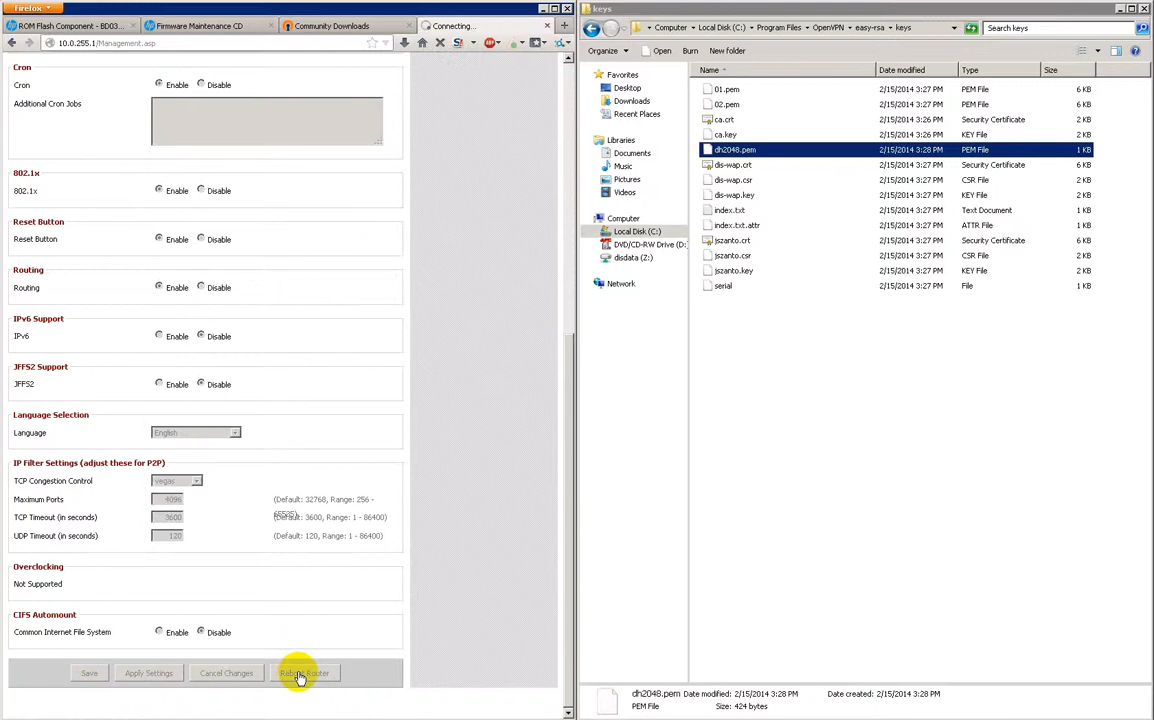 Firefox
ROM Flash Component - BD03...
Firmware Maintenance CD
Community Downloads
Connecting...
10.0.255.1/Management.asp
Cron
Cron
Enable
Disable
Additional Cron Jobs
802.1x
802.1x
Enable
Disable
Reset Button
Reset Button
Enable
Disable
Routing
Routing
Enable
Disable
IPv6 Support
IPv6
Enable
Disable
JFFS2 Support
JFFS2
Enable
Disable
Language Selection
Language
English
IP Filter Settings (adjust these for P2P)
TCP Congestion Control
vegas
Maximum Ports
4096
(Default: 32768, Range: 256 -
65535)
TCP Timeout (in seconds)
3600
(Default: 3600, Range: 1 - 86400)
UDP Timeout (in seconds)
120
(Default: 120, Range: 1 - 86400)
Overclocking
Not Supported
CIFS Automount
Common Internet File System
Enable
Disable
Save
Apply Settings
Cancel Changes
Reboot Router
keys
Computer
Local Disk (C:)
Program Files
OpenVPN
easy-rsa
keys
Search keys
Organize
Open
Burn
New folder
Favorites
Desktop
Downloads
Recent Places
Libraries
Documents
Music
Pictures
Videos
Computer
Local Disk (C:)
DVD/CD-RW Drive (D:)
disdata (Z:)
Network
Name
Date modified
Type
Size
01.pem 2/15/2014 3:27 PM PEM File 6 KB
02.pem 2/15/2014 3:27 PM PEM File 6 KB
ca.crt 2/15/2014 3:26 PM Security Certificate 2 KB
ca.key 2/15/2014 3:26 PM KEY File 2 KB
dh2048.pem 2/15/2014 3:28 PM PEM File 1 KB
dis-wap.crt 2/15/2014 3:27 PM Security Certificate 6 KB
dis-wap.csr 2/15/2014 3:27 PM CSR File 2 KB
dis-wap.key 2/15/2014 3:27 PM KEY File 2 KB
index.txt 2/15/2014 3:27 PM Text Document 1 KB
index.txt.attr 2/15/2014 3:27 PM ATTR File 1 KB
jszanto.crt 2/15/2014 3:27 PM Security Certificate 6 KB
jszanto.csr 2/15/2014 3:27 PM CSR File 2 KB
jszanto.key 2/15/2014 3:27 PM KEY File 2 KB
serial 2/15/2014 3:27 PM File 1 KB
dh2048.pem Date modified: 2/15/2014 3:28 PM Date created: 2/15/2014 3:28 PM
PEM File Size: 424 bytes